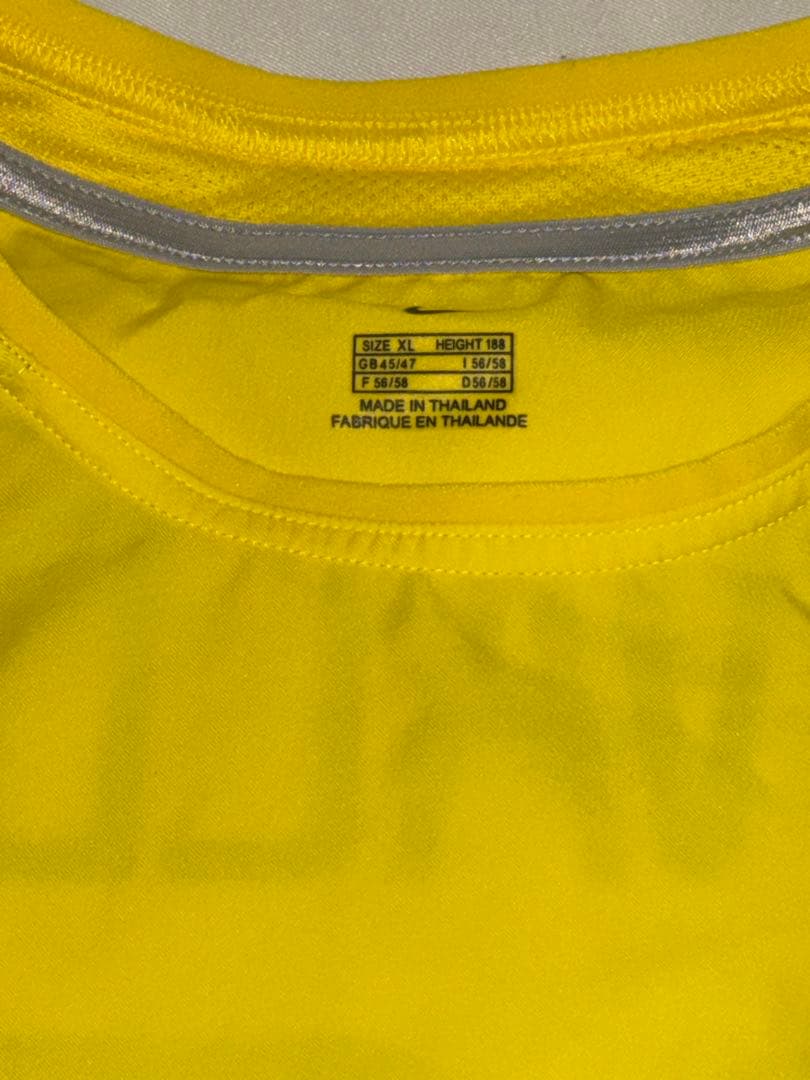 SIZE XL HEIGHT 188
GB 45/47 I 56/58
F 56/58 D 56/58
MADE IN THAILAND
FABRIQUE EN THAILANDE